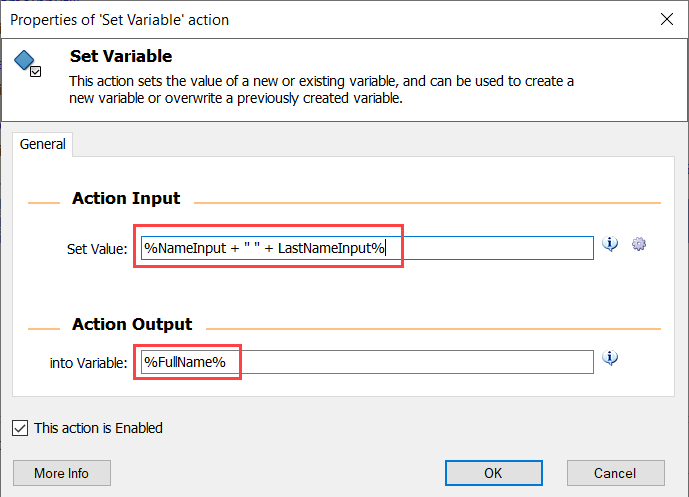 Properties of 'Set Variable' action
Set Variable
This action sets the value of a new or existing variable, and can be used to create a
new variable or overwrite a previously created variable.
General
Action Input
Set Value: %NameInput + " " + LastNameInput%
Action Output
into Variable: %FullName%
This action is Enabled
More Info OK Cancel